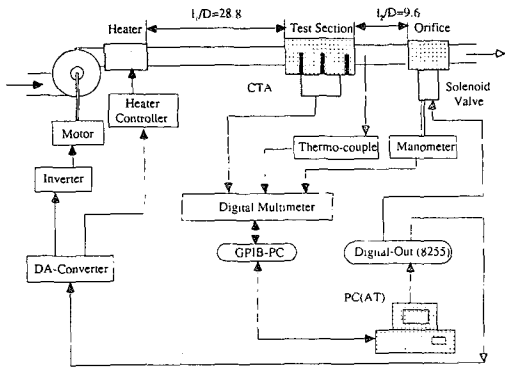 Heater
l₁/D=28.8
Test Section
l₂/D=9.6
Orifice
CTA
Solenoid
Valve
Heater
Controller
Motor
Thermo-couple
Manometer
Inverter
Digital Multimeter
GPIB-PC
Digital-Out (8255)
DA-Converter
PC(AT)